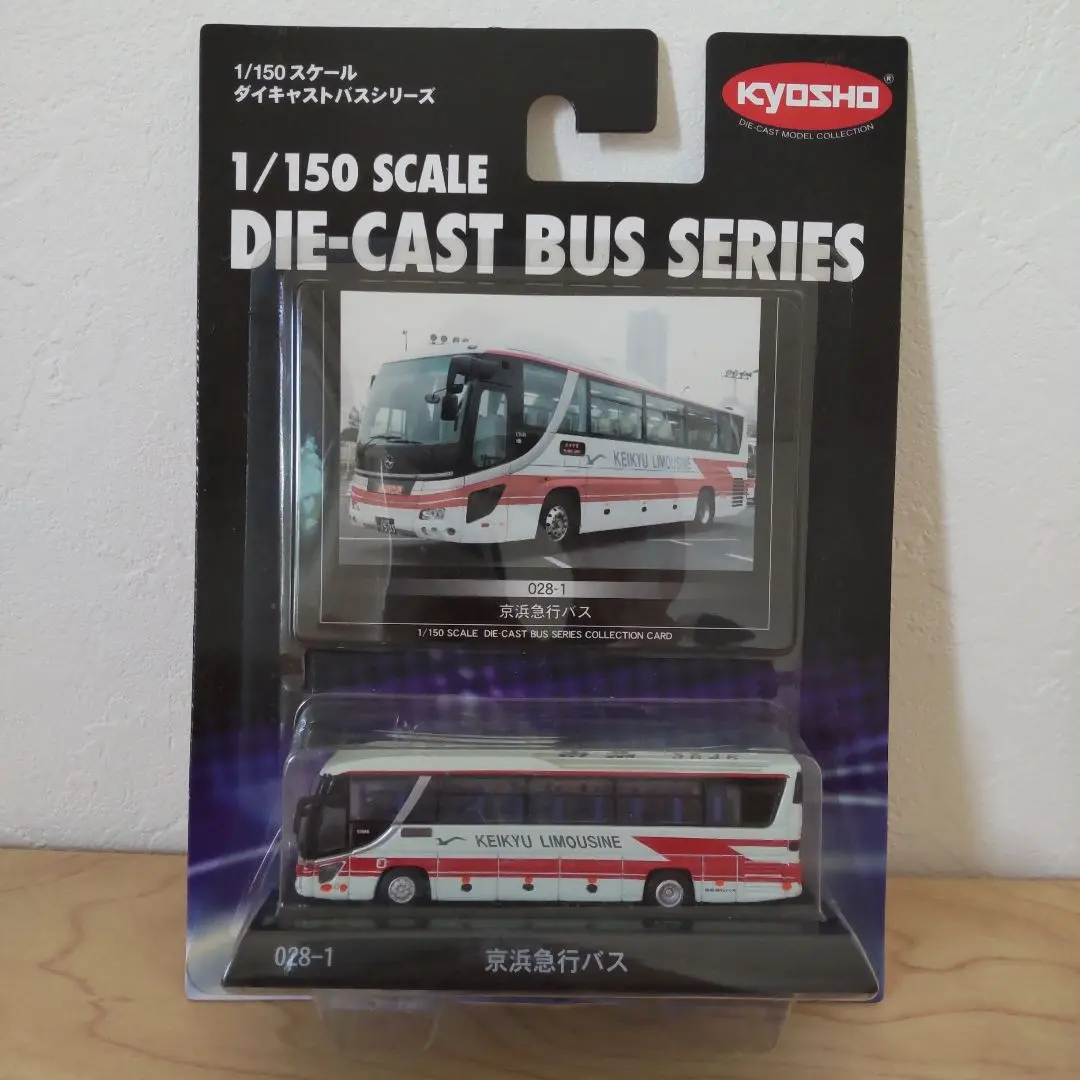 1/150 スケール
ダイキャストバスシリーズ
KYOSHO
®
DIE-CAST MODEL COLLECTION
1/150 SCALE
DIE-CAST BUS SERIES
KEIKYU LIMOUSINE
028-1
京浜急行バス
1/150 SCALE DIE-CAST BUS SERIES COLLECTION CARD
KEIKYU LIMOUSINE
028-1
京浜急行バス